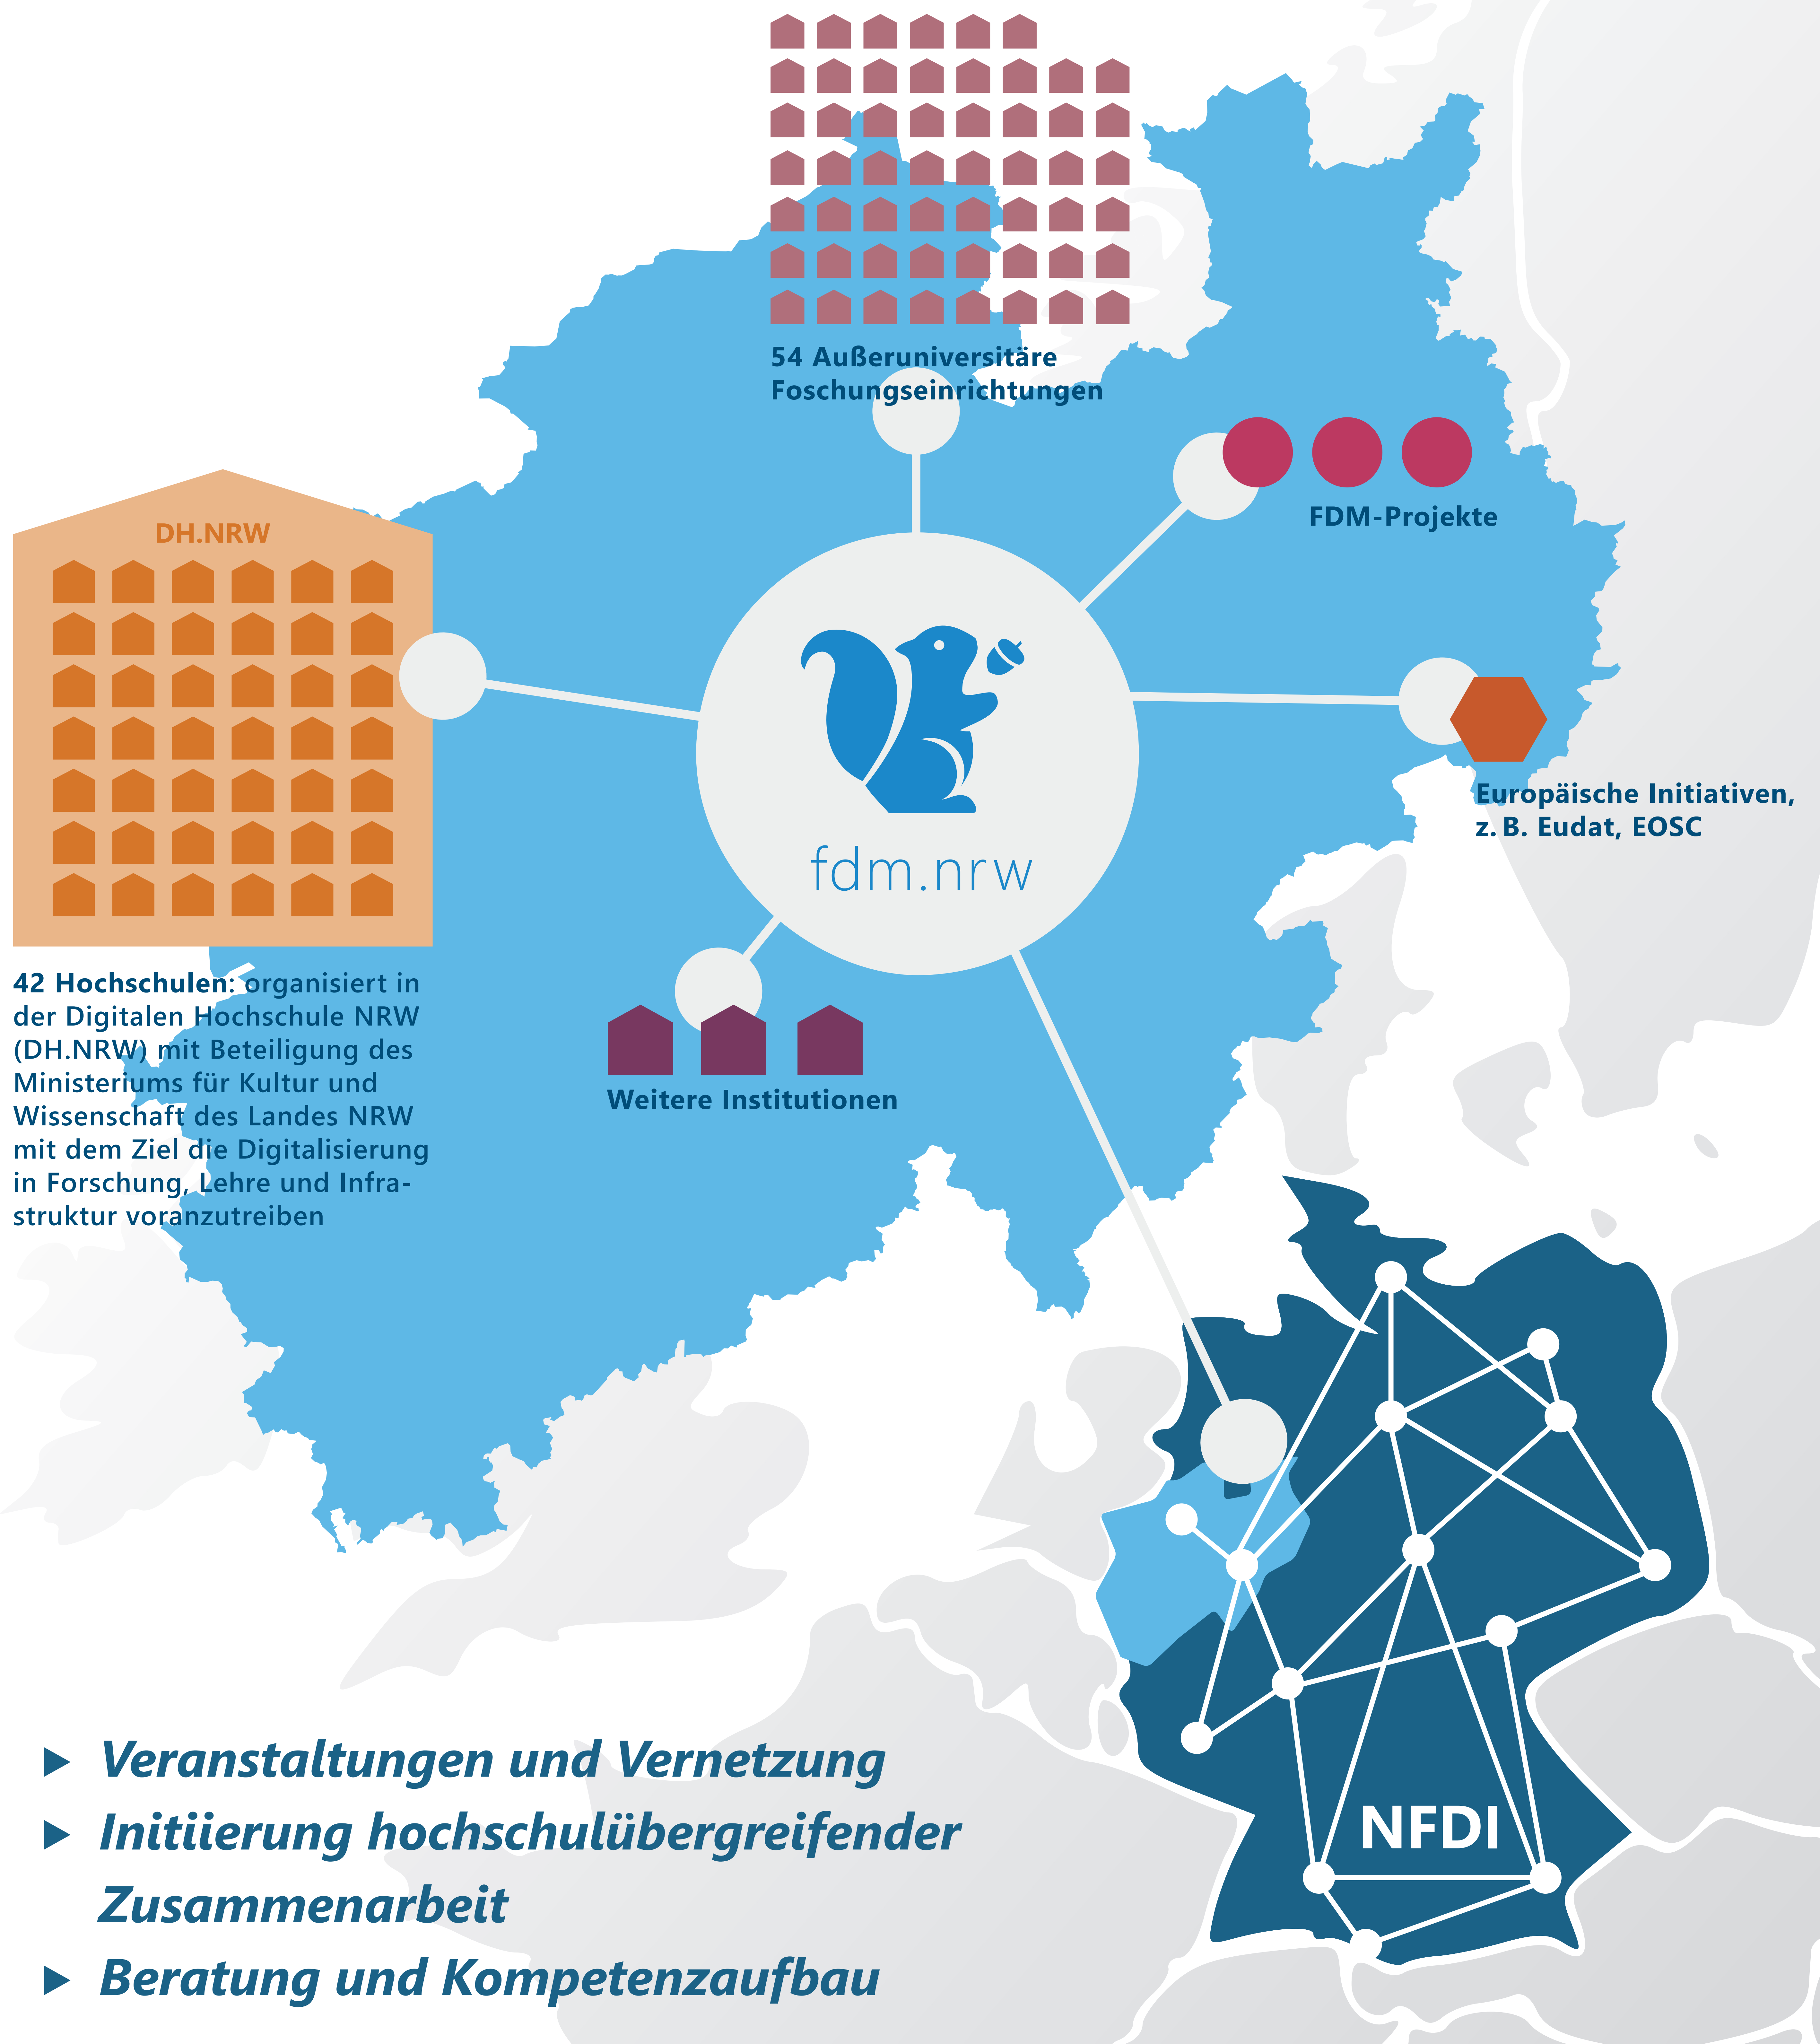 54 Außeruniversitäre
Foschungseinrichtungen
FDM-Projekte
DH.NRW
fdm.nrw
Europäische Initiativen,
z. B. Eudat, EOSC
42 Hochschulen: organisiert in
der Digitalen Hochschule NRW
(DH.NRW) mit Beteiligung des
Ministeriums für Kultur und
Wissenschaft des Landes NRW
mit dem Ziel die Digitalisierung
in Forschung, Lehre und Infra-
struktur voranzutreiben
Weitere Institutionen
NFDI
► Veranstaltungen und Vernetzung
► Initiierung hochschulübergreifender
Zusammenarbeit
► Beratung und Kompetenzaufbau